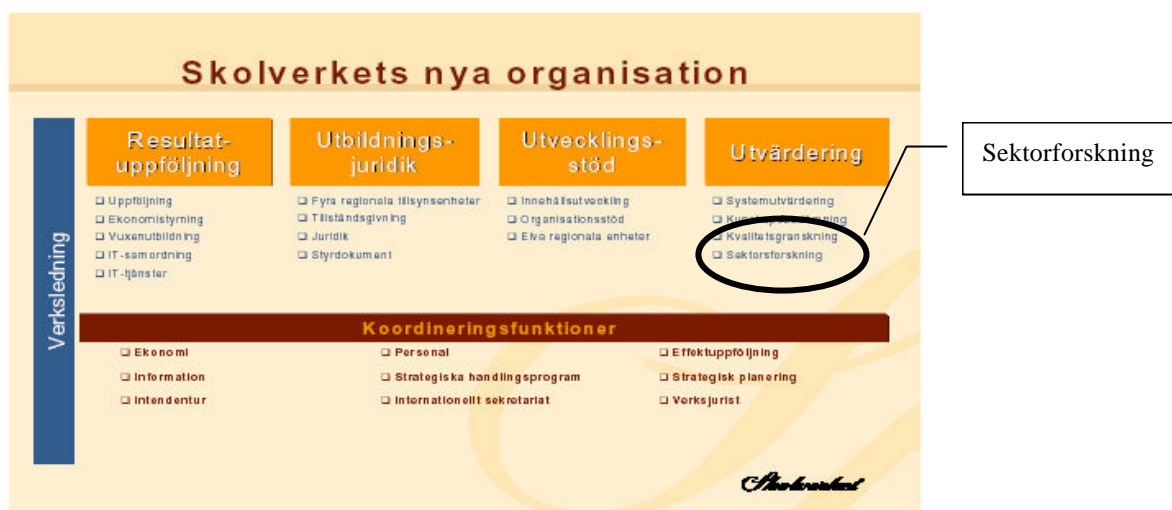 Skolverkets nya organisation
Verksledning
Resultat-
uppföljning
❑ Uppföljning
❑ Ekonomistyrning
❑ Vuxenutbildning
❑ IT-samordning
❑ IT-tjänster
Utbildnings-
juridik
❑ Fyra regionala tillsynsenheter
❑ Tillståndsgivning
❑ Juridik
❑ Styrdokument
Utvecklings-
stöd
❑ Innehållsutveckling
❑ Organisationsstöd
❑ Elva regionala enheter
Utvärdering
❑ Systemutvärdering
❑ Kvalitetsgranskning
❑ Sektorsforskning
Sektorforskning
Koordineringsfunktioner
❑ Ekonomi
❑ Information
❑ Intendentur
❑ Personal
❑ Strategiska handlingsprogram
❑ Internationellt sekretariat
❑ Effektuppföljning
❑ Strategisk planering
❑ Verksjurist
Skolverket